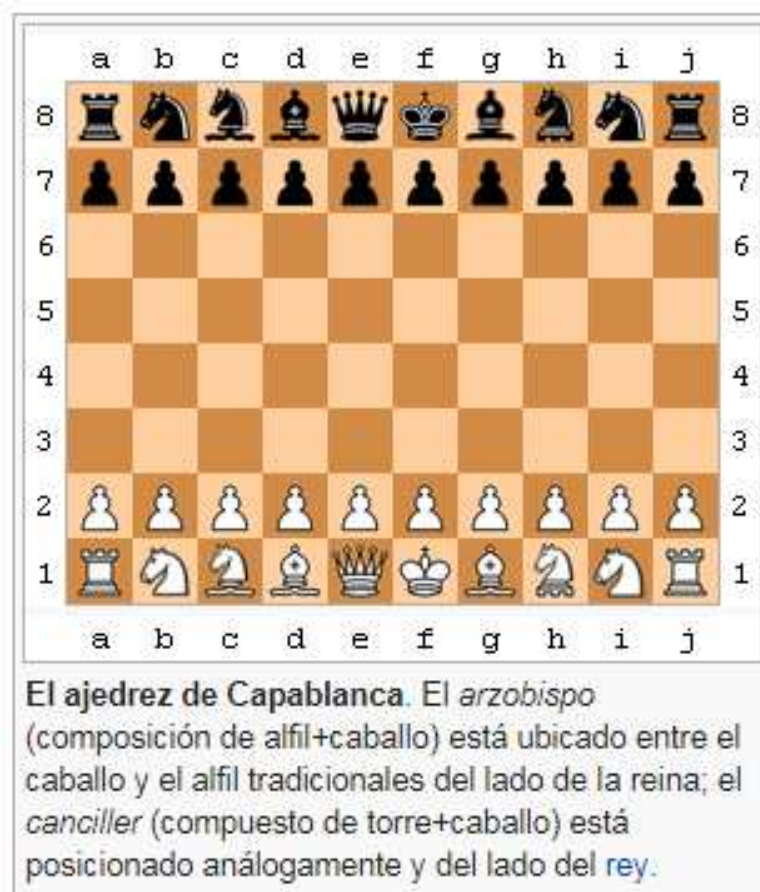 a b c d e f g h i j
8 8
7 7
6 6
5 5
4 4
3 3
2 2
1 1
a b c d e f g h i j
El ajedrez de Capablanca. El arzobispo
(composición de alfil+caballo) está ubicado entre el
caballo y el alfil tradicionales del lado de la reina; el
canciller (compuesto de torre+caballo) está
posicionado análogamente y del lado del rey.